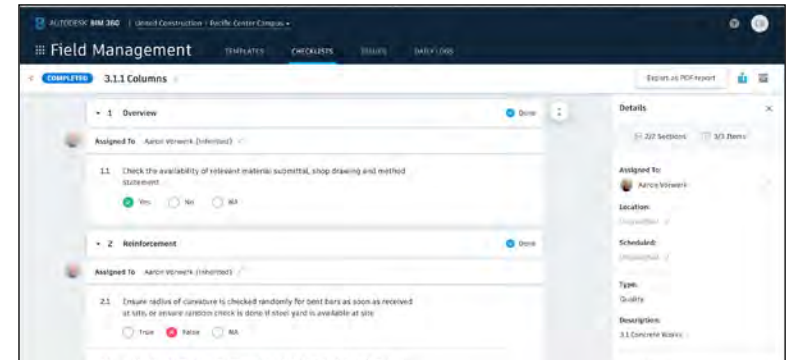 AUTODESK BIM 360 | United Construction - Pacific Center Campus
Field Management TEMPLATES CHECKLISTS ISSUES DAILY LOGS
COMPLETED 3.1.1 Columns Export as PDF report
1 Overview Done
Assigned To Aaron Vorwerk (Inherited)
1.1 Check the availability of relevant material submittal, shop drawing and method
statement
Yes No NA
2 Reinforcement Done
Assigned To Aaron Vorwerk (Inherited)
2.1 Ensure radius of curvature is checked randomly for bent bars as soon as received
at site, or ensure random check is done if steel yard is available at site
True False NA
Details
2/2 Sections 3/3 Items
Assigned To:
Aaron Vorwerk
Location:
Unspecified
Scheduled:
Unspecified
Type:
Quality
Description:
3.1 Concrete Works